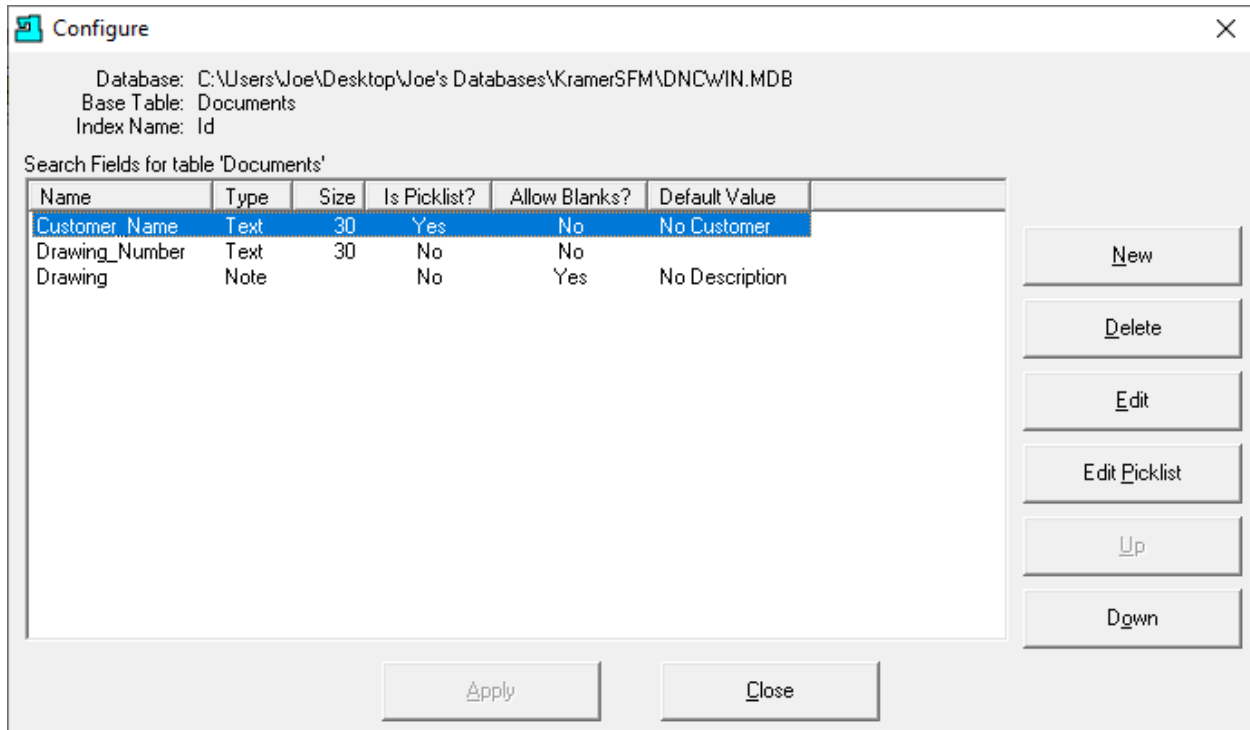 Configure
Database: C:\Users\Joe\Desktop\Joe's Databases\KramerSFM\DNCWIN.MDB
Base Table: Documents
Index Name: Id
Search Fields for table 'Documents'
Name Type Size Is Picklist? Allow Blanks? Default Value
Customer_Name Text 30 Yes No No Customer
Drawing_Number Text 30 No No
Drawing Note No Yes No Description
New
Delete
Edit
Edit Picklist
Up
Down
Apply Close